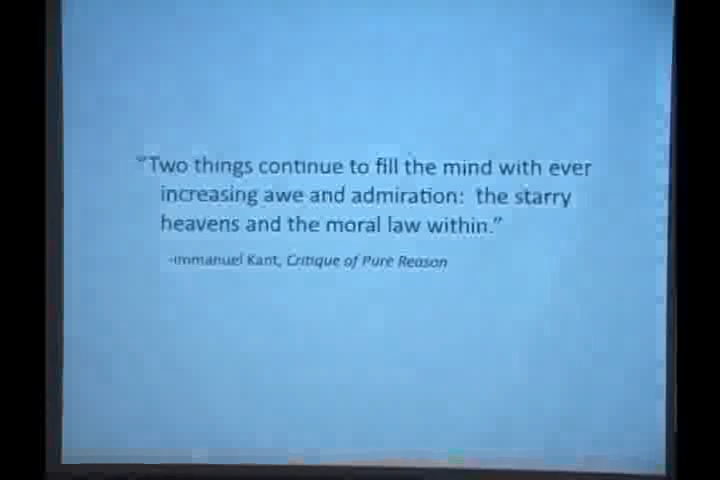 “Two things continue to fill the mind with ever
increasing awe and admiration: the starry
heavens and the moral law within.”
-Immanuel Kant, Critique of Pure Reason